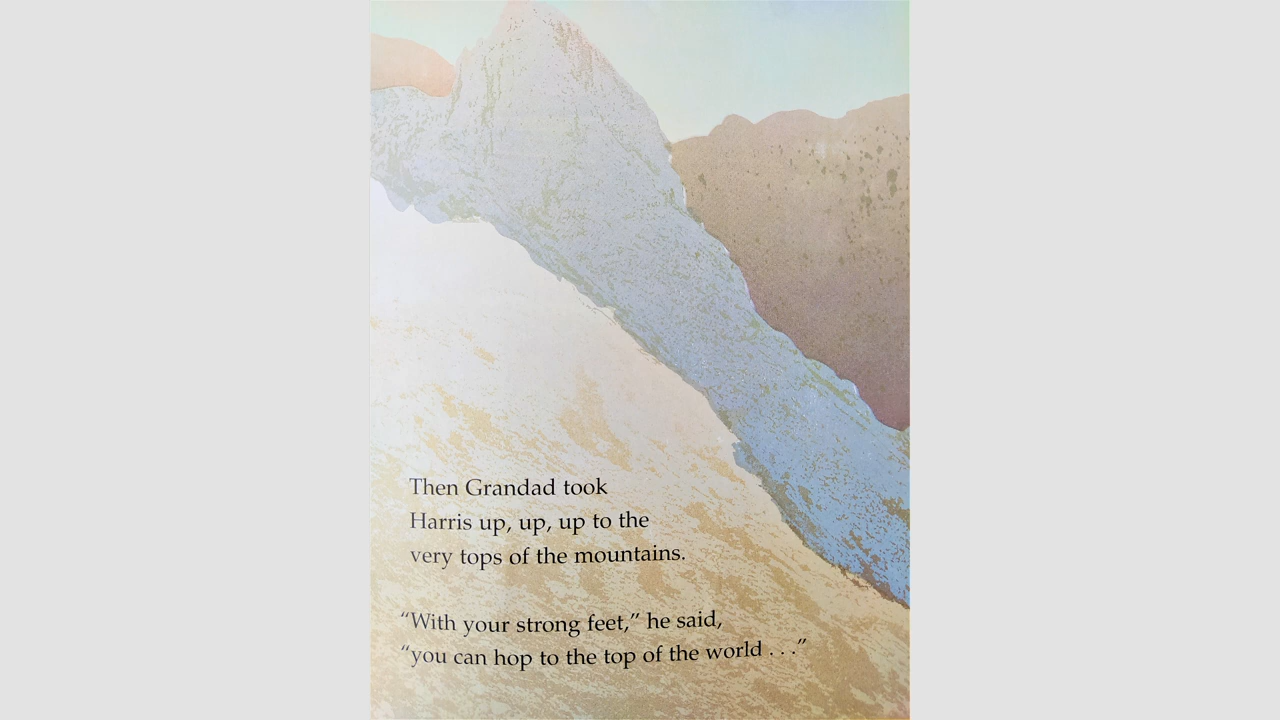 Then Grandad took
Harris up, up, up to the
very tops of the mountains.
“With your strong feet,” he said,
“you can hop to the top of the world . . .”